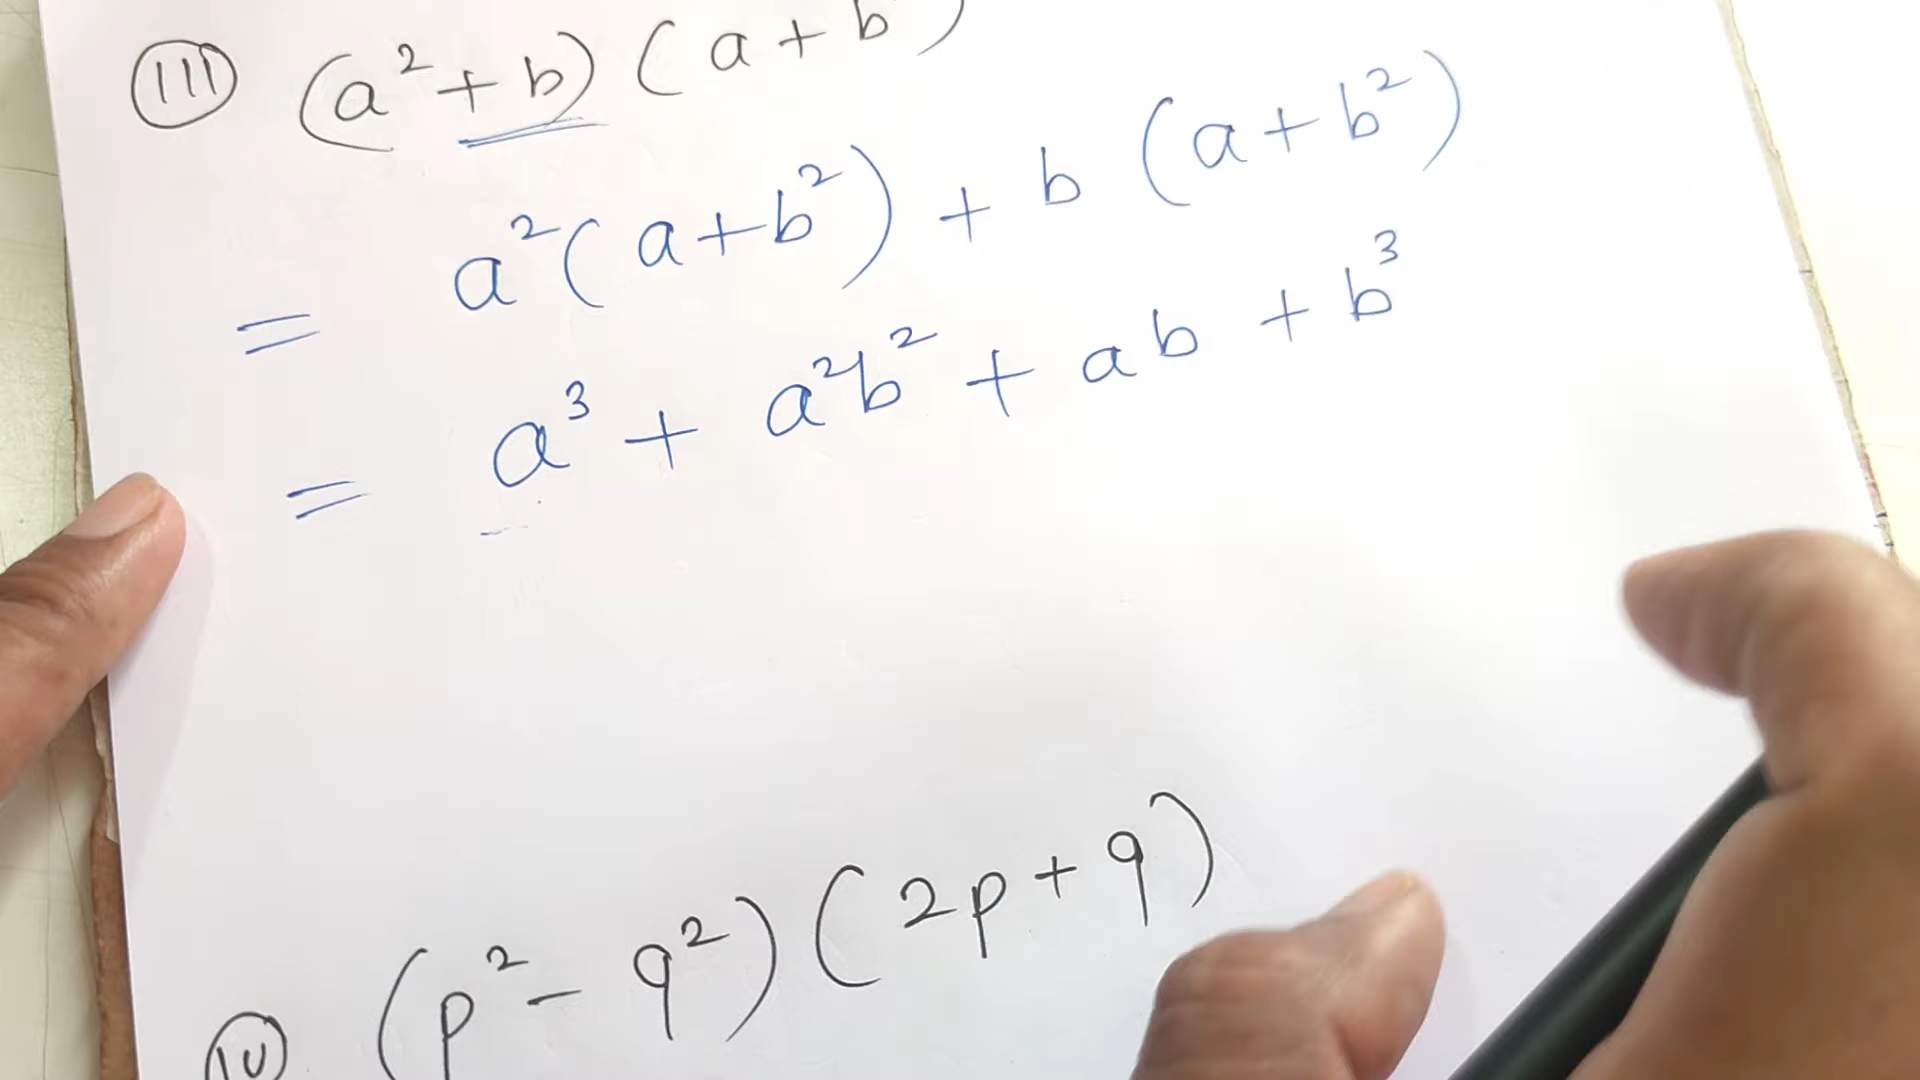 (iii) (a² + b) (a + b)
= a² (a + b²) + b (a + b²)
= a³ + a²b² + ab + b³
(iv) (p² - q²) (2p + q)